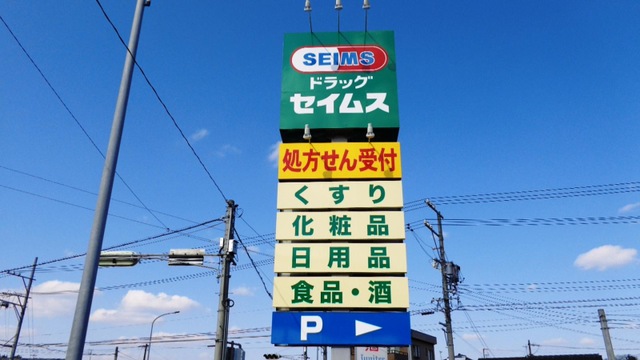 SEIMS
ドラッグ
セイムス
処方せん受付
くすり
化粧品
日用品
食品・酒
P